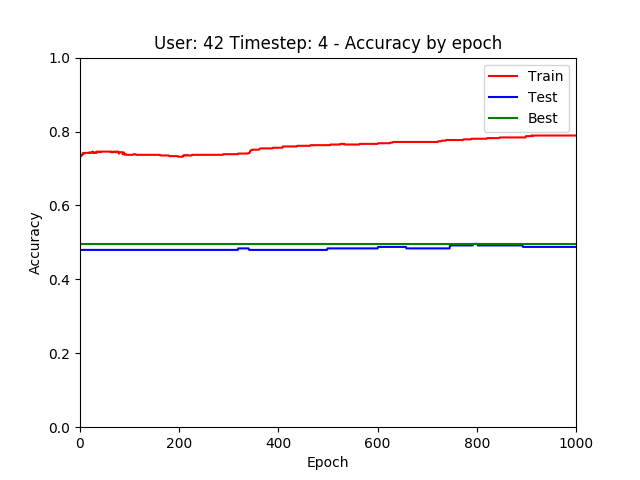 User: 42 Timestep: 4 - Accuracy by epoch
1.0
0.8
0.6
0.4
0.2
0.0
Accuracy
Train
Test
Best
0 200 400 600 800 1000
Epoch